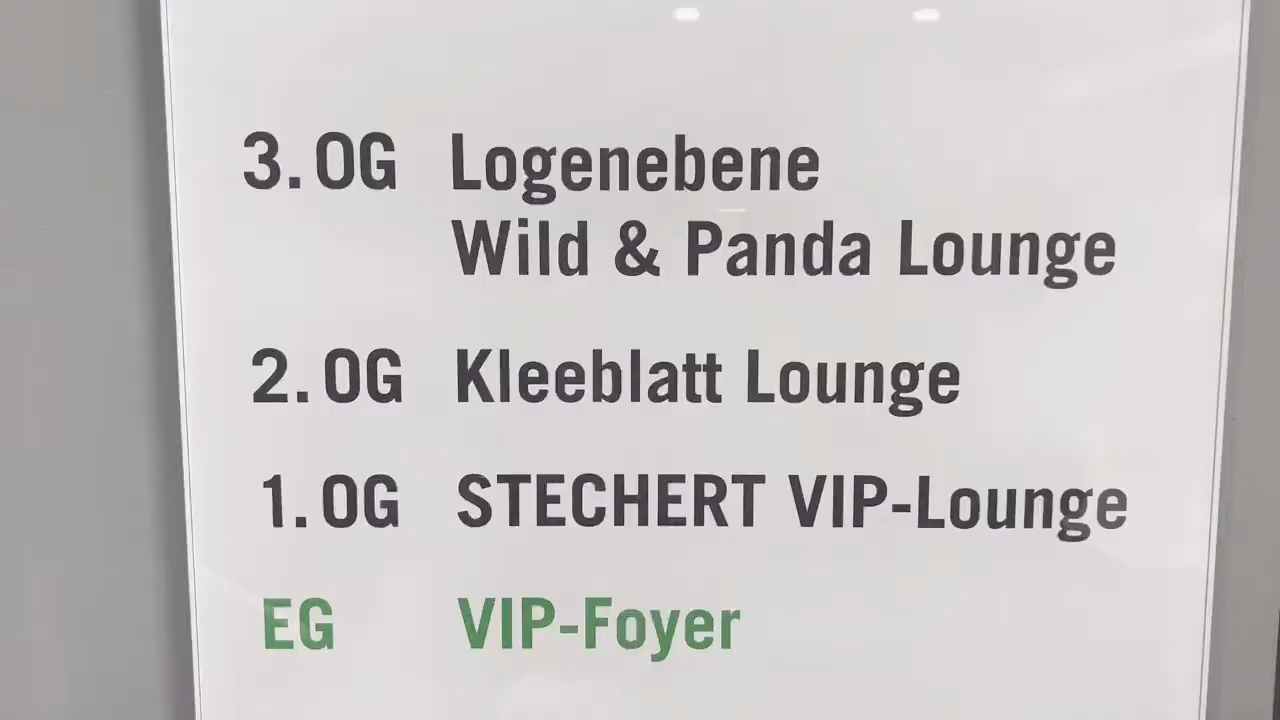 3. OG Logenebene
Wild & Panda Lounge
2. OG Kleeblatt Lounge
1. OG STECHERT VIP-Lounge
EG VIP-Foyer